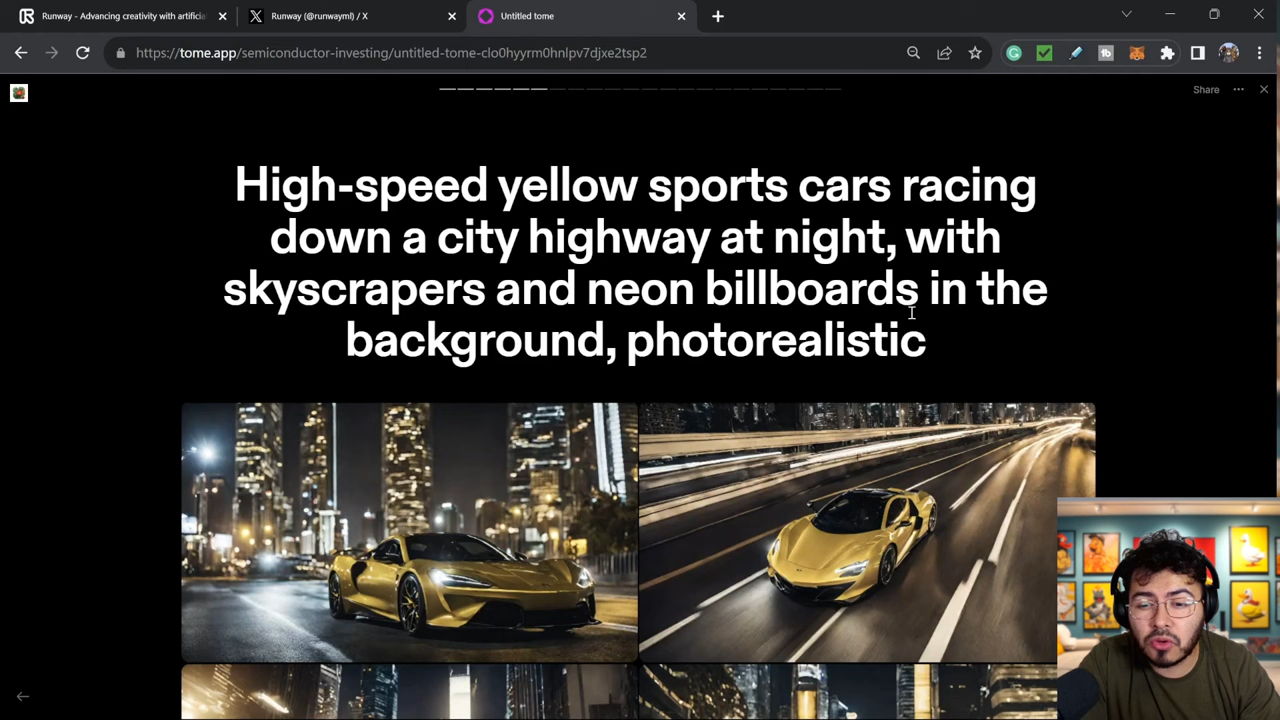 Runway - Advancing creativity with artificia
Runway (@runwayml) / X
Untitled tome
https://tome.app/semiconductor-investing/untitled-tome-clo0hyyrm0hnlpv7djxe2tsp2
Share
High-speed yellow sports cars racing
down a city highway at night, with
skyscrapers and neon billboards in the
background, photorealistic